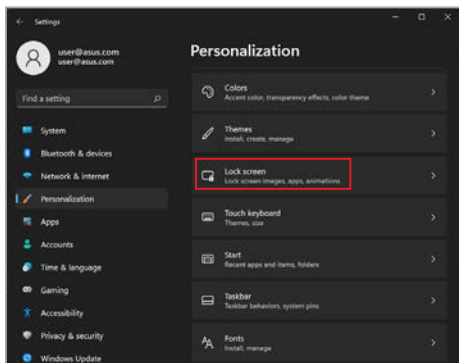 Settings
user@asus.com
user@asus.com
Find a setting
System
Bluetooth & devices
Network & internet
Personalization
Apps
Accounts
Time & language
Gaming
Accessibility
Privacy & security
Windows Update
Personalization
Colors
Accent color, transparency effects, color theme
Themes
Install, create, manage
Lock screen
Lock screen images, apps, animations
Touch keyboard
Themes, size
Start
Recent apps and items, folders
Taskbar
Taskbar behaviors, system pins
Fonts
Install, manage